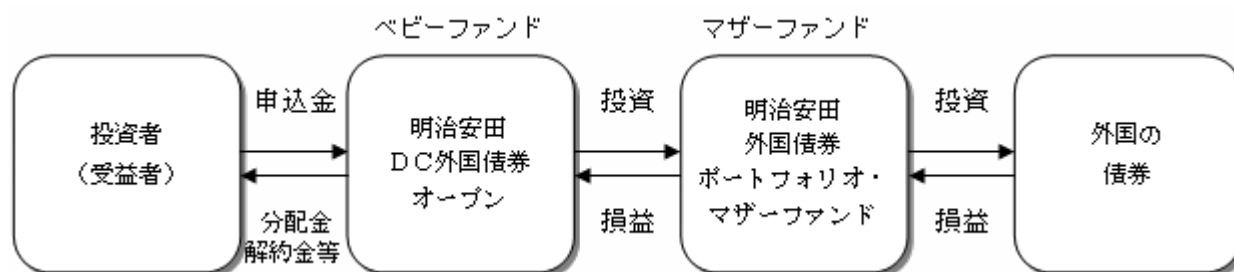 ベビーファンド
マザーファンド
投資者
（受益者）
申込金
分配金
解約金等
明治安田
ＤＣ外国債券
オープン
投資
損益
明治安田
外国債券
ポートフォリオ・
マザーファンド
投資
損益
外国の
債券